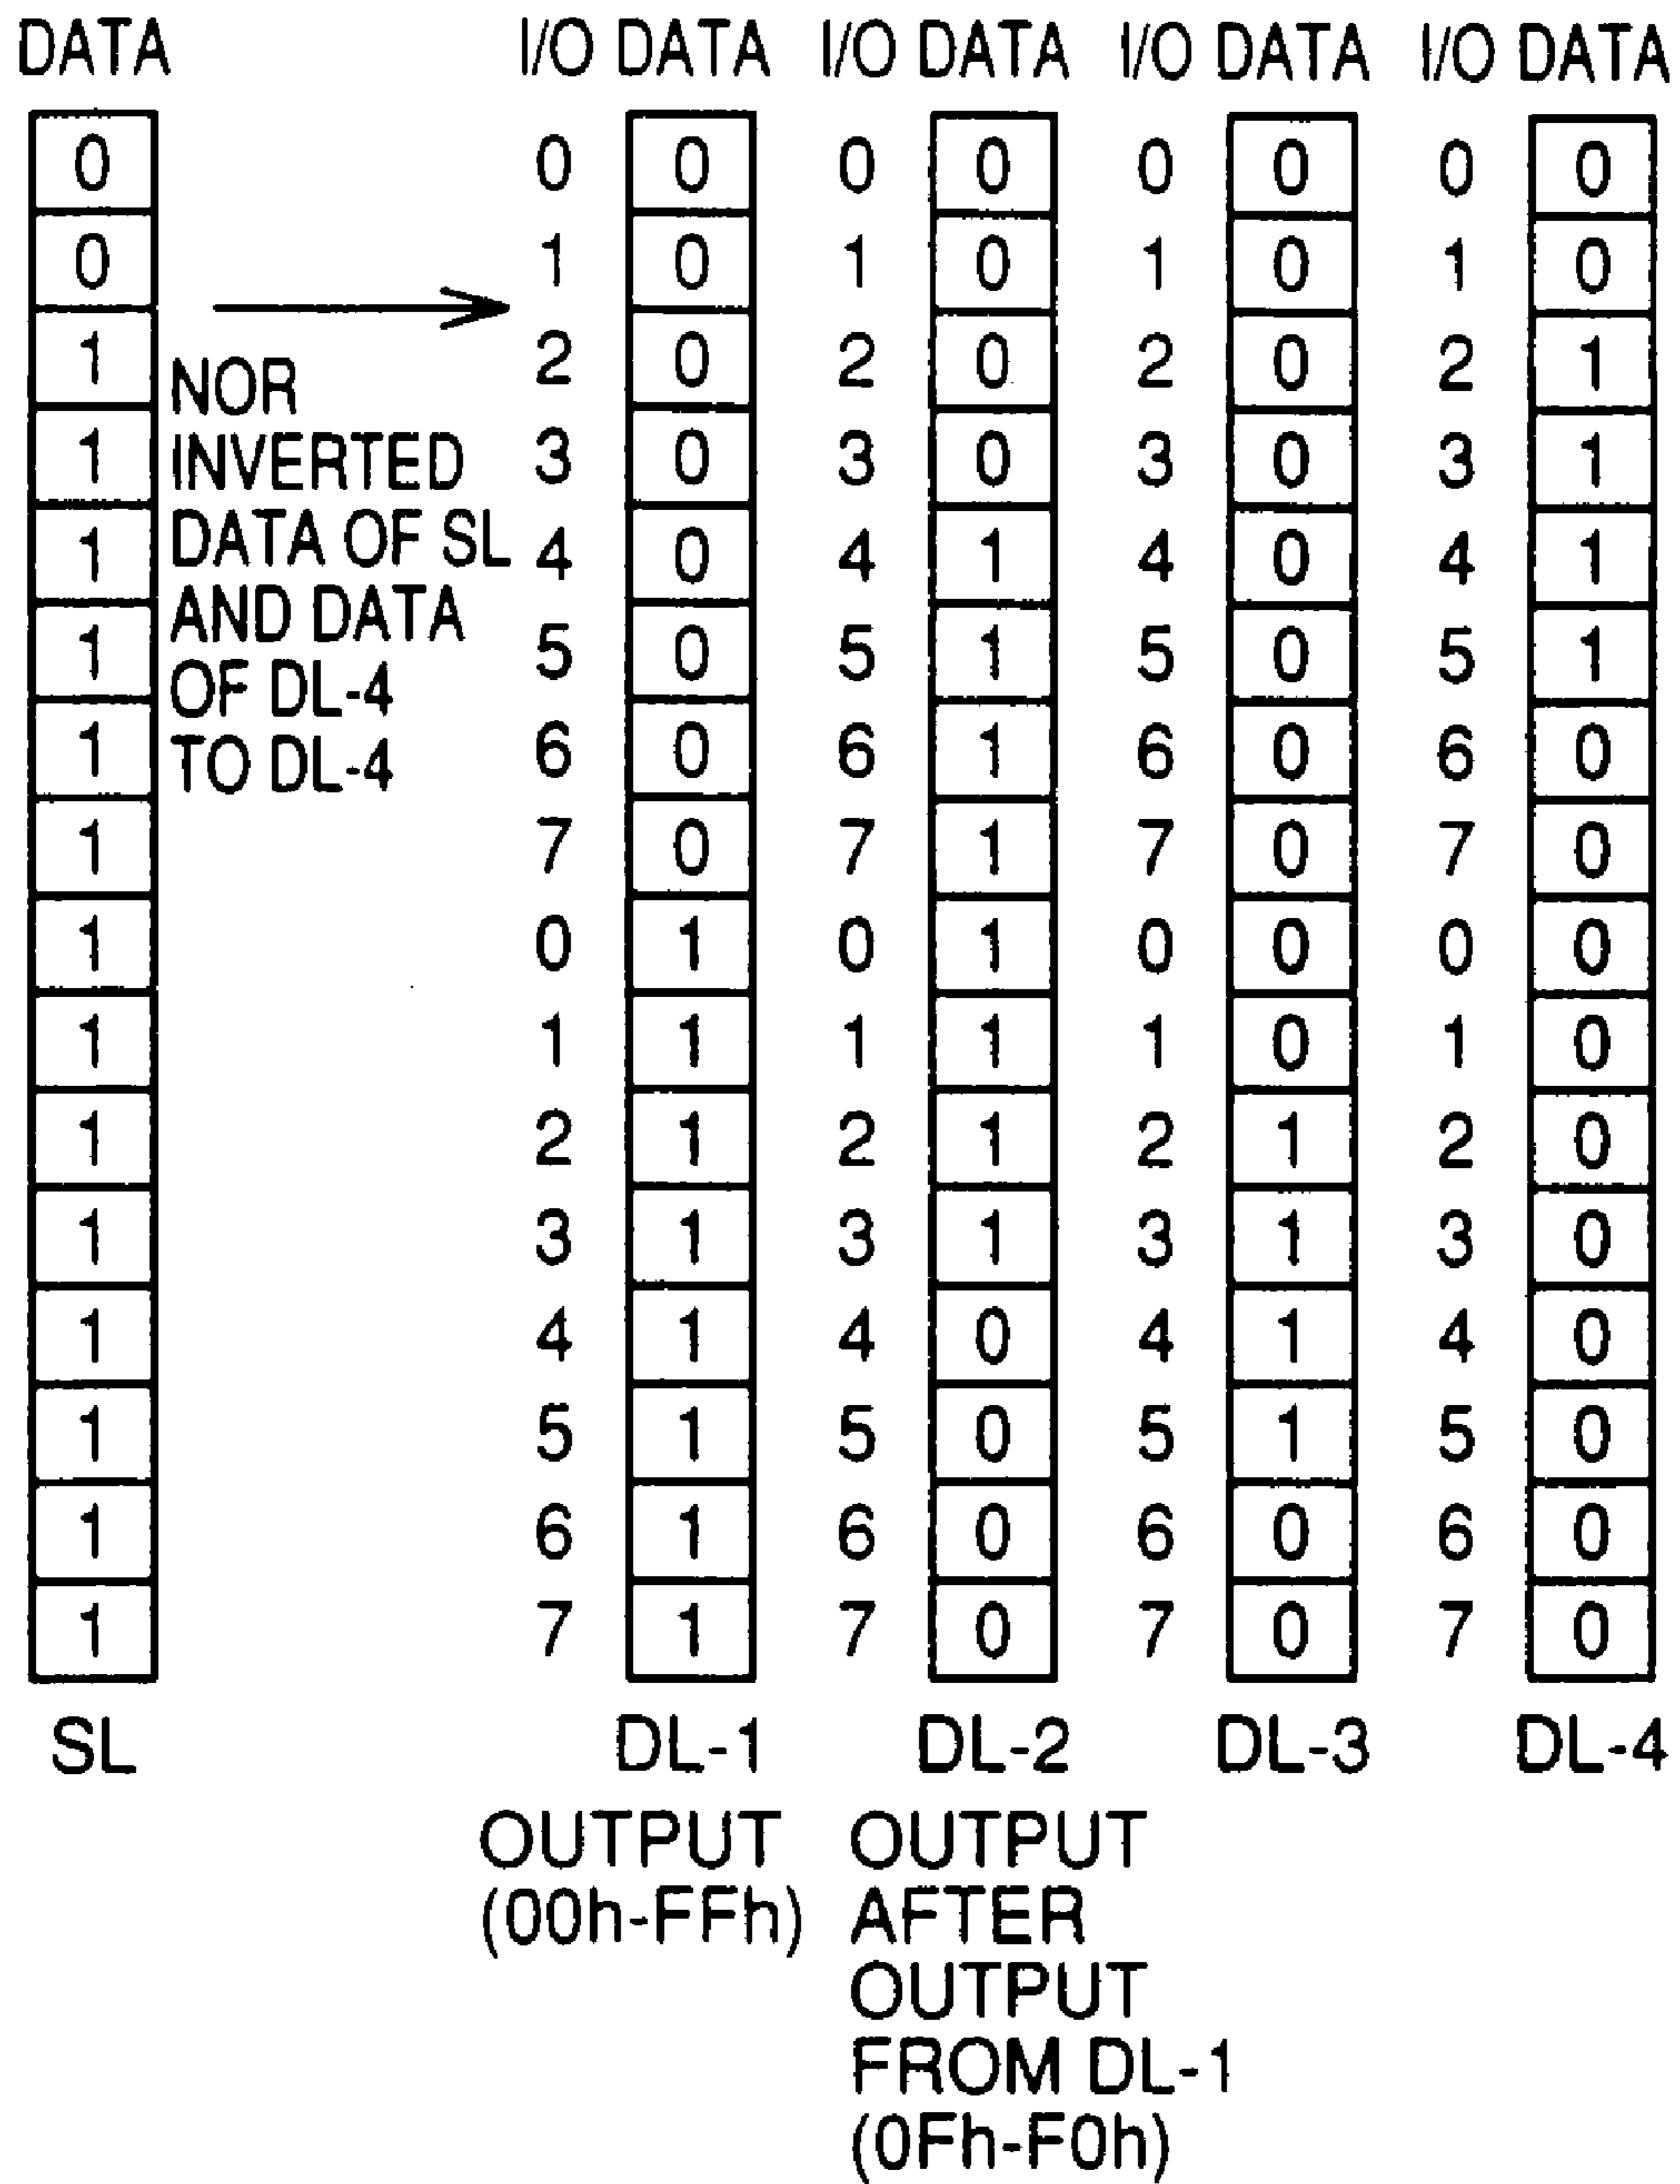 DATA I/O DATA I/O DATA I/O DATA I/O DATA
0 0 0 0 0 0 0 0 0
0 1 0 1 0 1 0 1 0
1 2 0 2 0 2 0 2 1
1 3 0 3 0 3 0 3 1
1 4 0 4 1 4 0 4 1
1 5 0 5 1 5 0 5 1
1 6 0 6 1 6 0 6 0
1 7 0 7 1 7 0 7 0
1 0 1 0 1 0 0 0 0
1 1 1 1 1 1 0 1 0
1 2 1 2 1 2 1 2 0
1 3 1 3 1 3 1 3 0
1 4 1 4 0 4 1 4 0
1 5 1 5 0 5 1 5 0
1 6 1 6 0 6 0 6 0
1 7 1 7 0 7 0 7 0
NOR
INVERTED
DATA OF SL
AND DATA
OF DL-4
TO DL-4
SL DL-1 DL-2 DL-3 DL-4
OUTPUT
(00h-FFh)
OUTPUT
AFTER
OUTPUT
FROM DL-1
(0Fh-F0h)